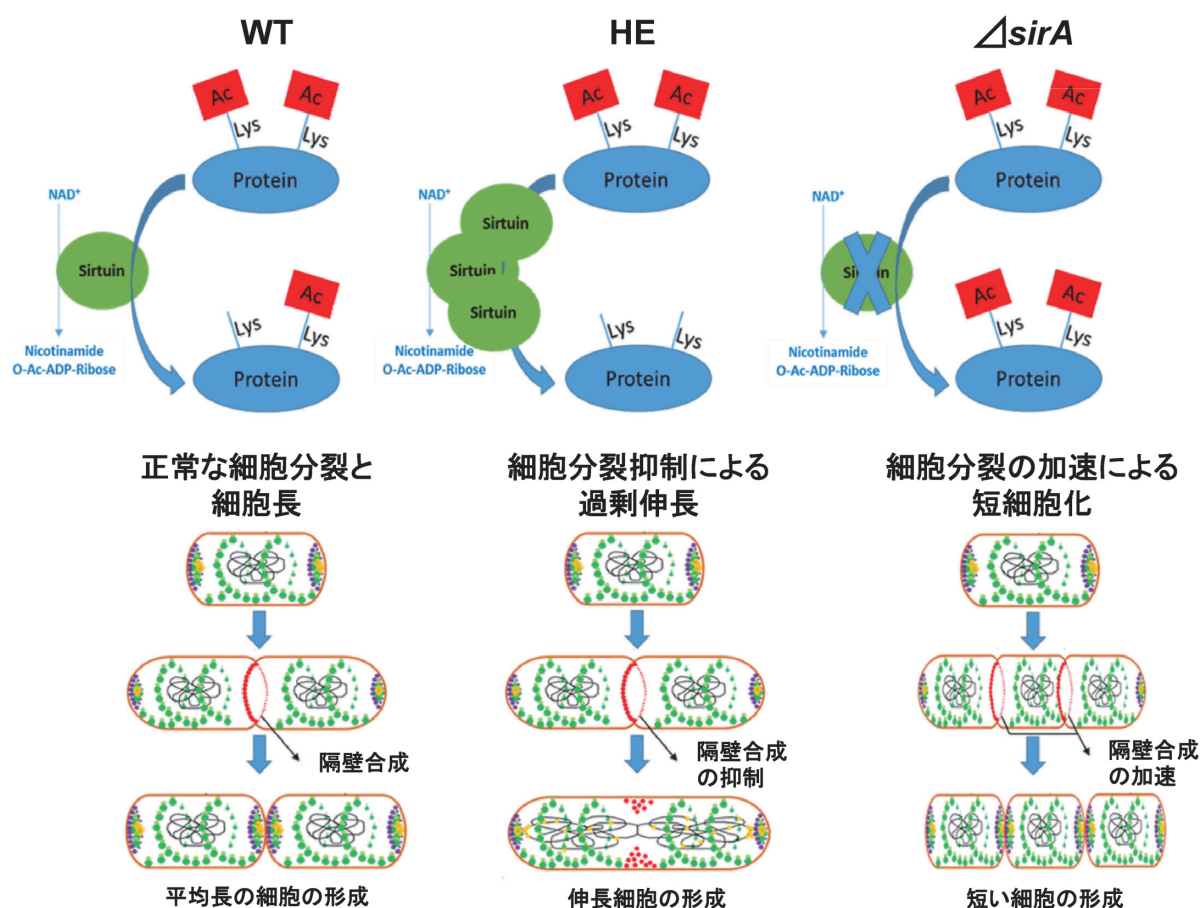 WT
Ac
Ac
Lys
Lys
Protein
NAD⁺
Sirtuin
Ac
Lys
Lys
Nicotinamide
O-Ac-ADP-Ribose
Protein
正常な細胞分裂と
細胞長
隔壁合成
平均長の細胞の形成
HE
Ac
Ac
Lys
Lys
Protein
NAD⁺
Sirtuin
Sirtuin
Sirtuin
Lys
Lys
Nicotinamide
O-Ac-ADP-Ribose
Protein
細胞分裂抑制による
過剰伸長
隔壁合成
の抑制
伸長細胞の形成
⊿sirA
Ac
Ac
Lys
Lys
Protein
NAD⁺
Sirtuin
Ac
Ac
Lys
Lys
Nicotinamide
O-Ac-ADP-Ribose
Protein
細胞分裂の加速による
短細胞化
隔壁合成
の加速
短い細胞の形成